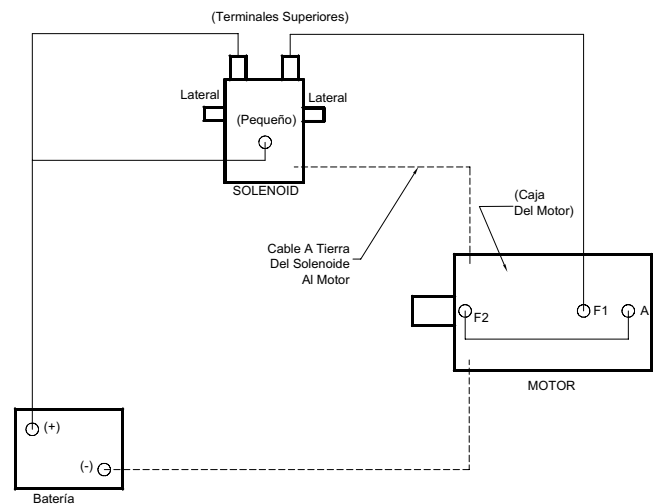 (Terminales Superiores)
Lateral
Lateral
(Pequeño)
SOLENOID
(Caja
Del Motor)
Cable A Tierra
Del Solenoide
Al Motor
F2
F1
A
MOTOR
(+)
(-)
Batería